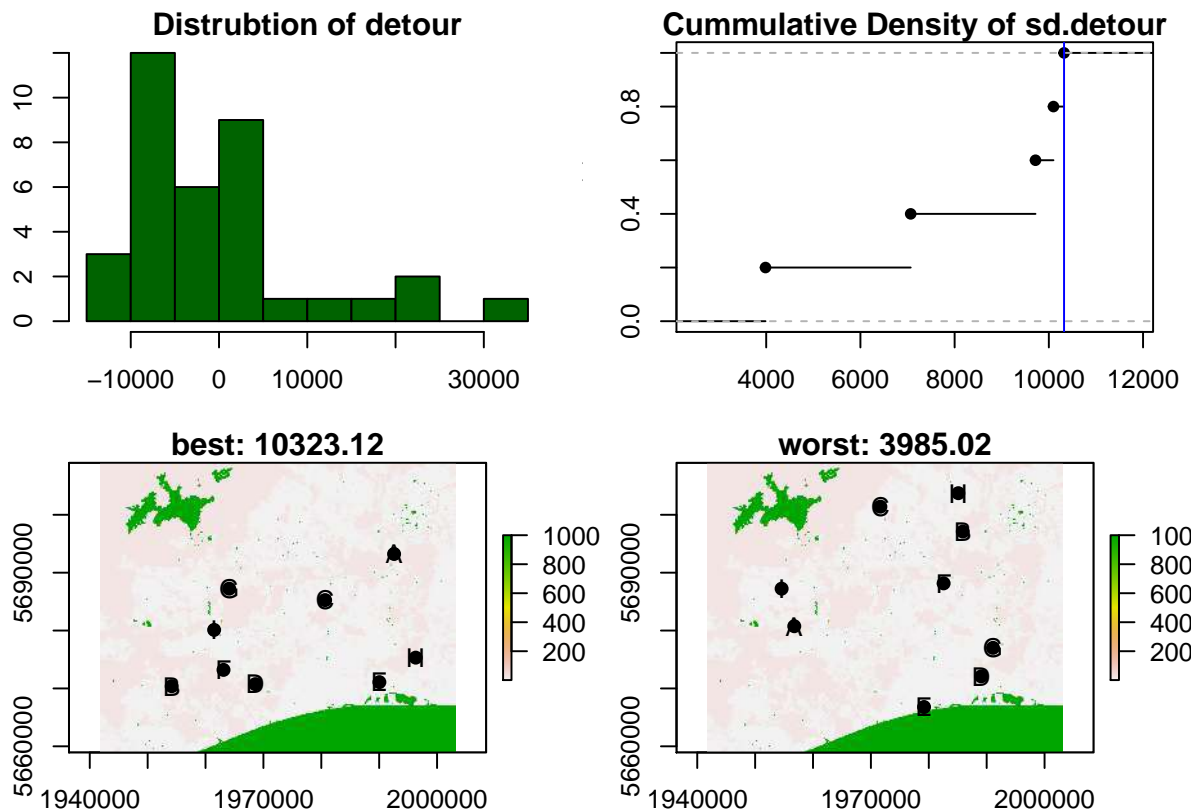 Distrubtion of detour
10
8
6
4
2
0
−10000 0 10000 30000
Cummulative Density of sd.detour
0.8
0.4
0.0
4000 6000 8000 10000 12000
best: 10323.12
5690000
5660000
1940000 1970000 2000000
1000
800
600
400
200
A
G
C
I
F
B
D
E
H
worst: 3985.02
5690000
5660000
1940000 1970000 2000000
1000
800
600
400
200
H
B
F
I
A
D
E